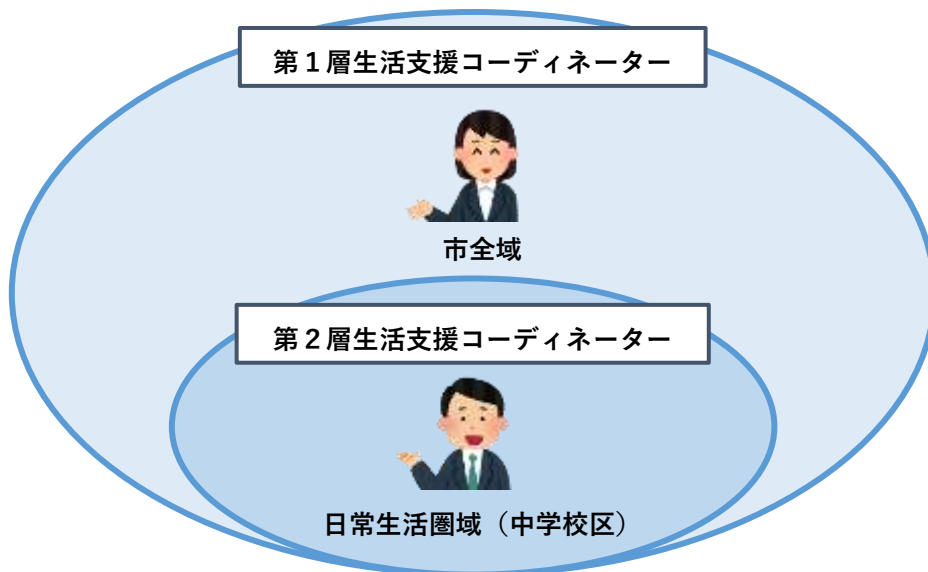 第１層生活支援コーディネーター
市全域
第２層生活支援コーディネーター
日常生活圏域（中学校区）